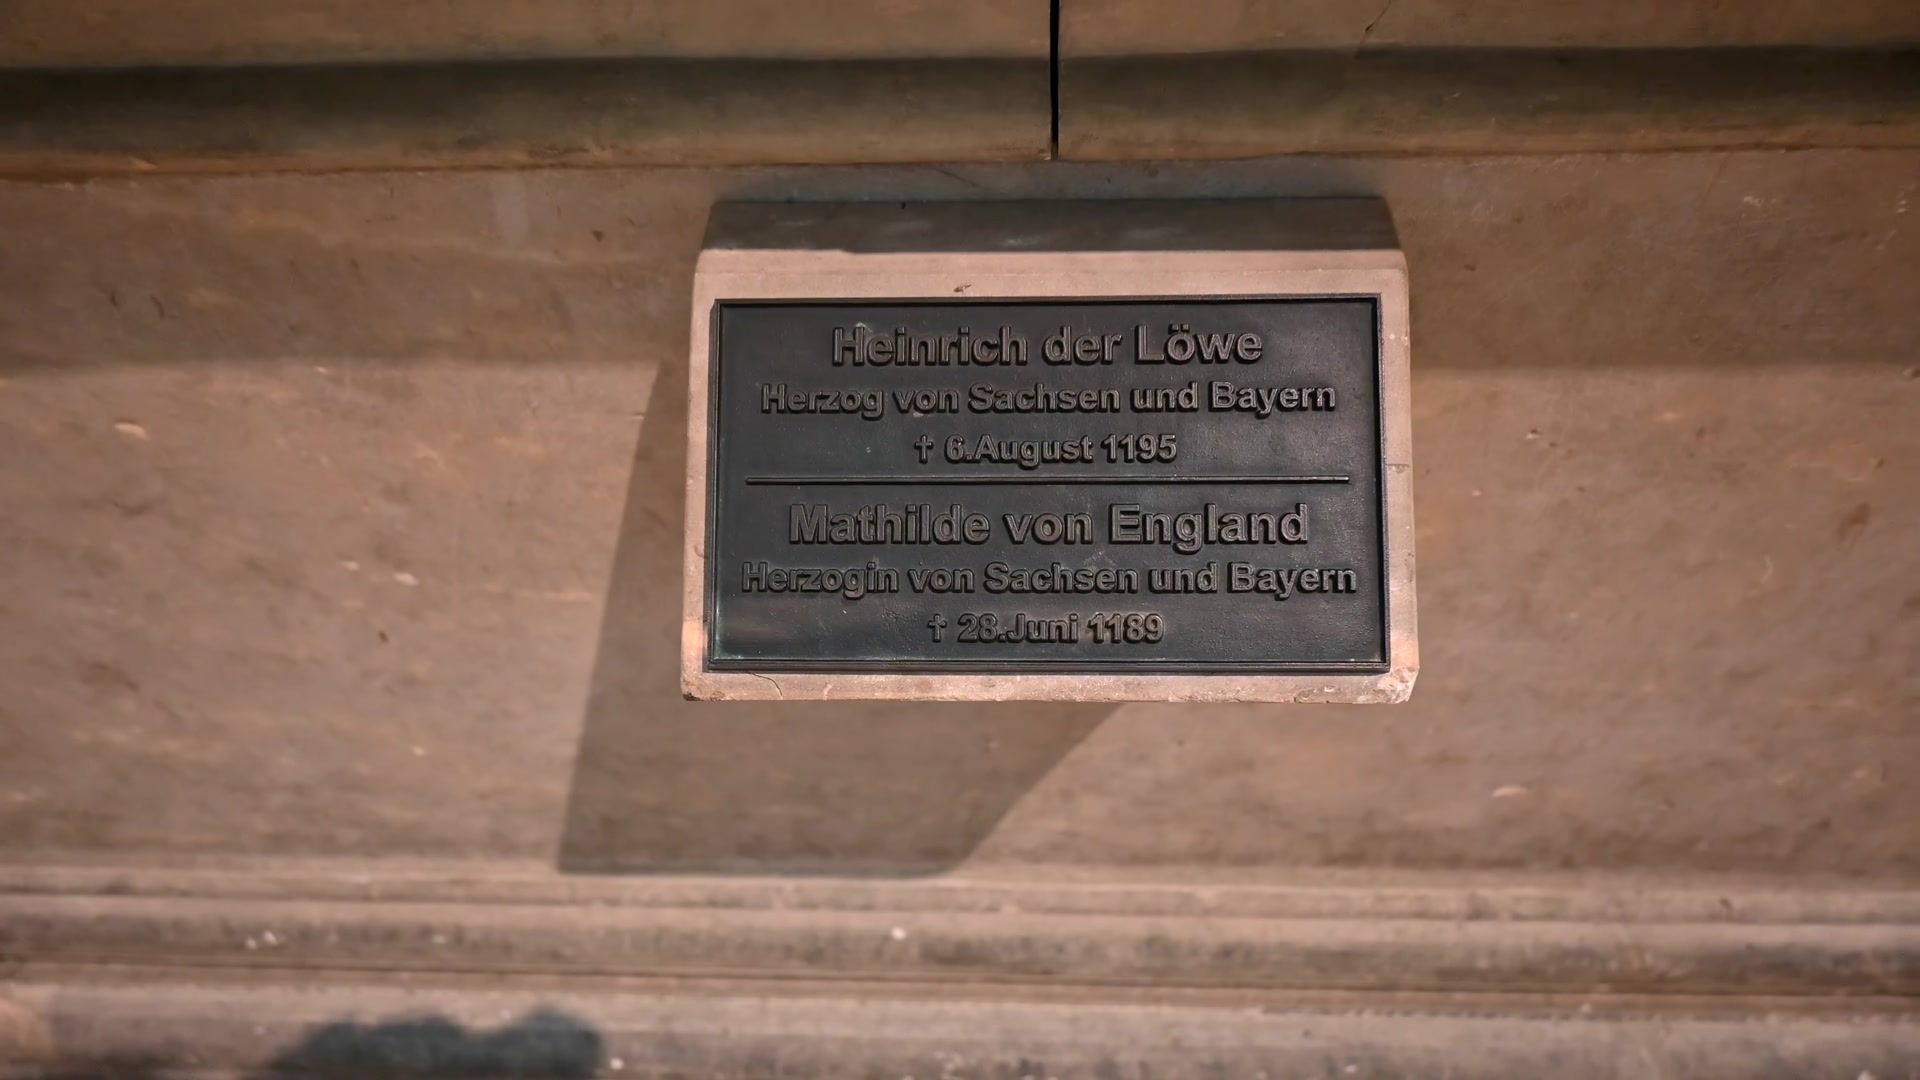 Heinrich der Löwe
Herzog von Sachsen und Bayern
† 6.August 1195
Mathilde von England
Herzogin von Sachsen und Bayern
† 28.Juni 1189